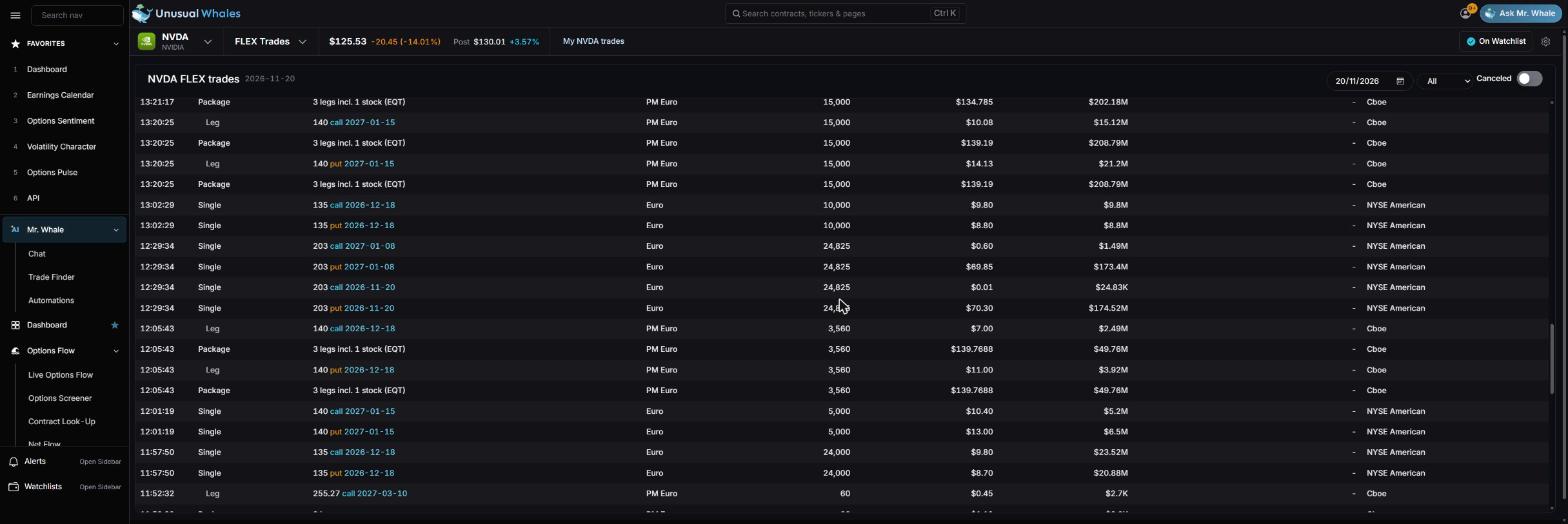 Search nav
Unusual Whales
Search contracts, tickers & pages Ctrl K
9+
Ask Mr. Whale
FAVORITES
1 Dashboard
2 Earnings Calendar
3 Options Sentiment
4 Volatility Character
5 Options Pulse
6 API
AI Mr. Whale
Chat
Trade Finder
Automations
Dashboard
Options Flow
Live Options Flow
Options Screener
Contract Look-Up
Net Flow
Alerts Open Sidebar
Watchlists Open Sidebar
NVDA
NVIDIA
FLEX Trades
$125.53 -20.45 (-14.01%) Post $130.01 +3.57%
My NVDA trades
On Watchlist
NVDA FLEX trades 2026-11-20
20/11/2026 All Canceled
13:21:17 Package 3 legs incl. 1 stock (EQT) PM Euro 15,000 $134.785 $202.18M - Cboe
13:20:25 Leg 140 call 2027-01-15 PM Euro 15,000 $10.08 $15.12M - Cboe
13:20:25 Package 3 legs incl. 1 stock (EQT) PM Euro 15,000 $139.19 $208.79M - Cboe
13:20:25 Leg 140 put 2027-01-15 PM Euro 15,000 $14.13 $21.2M - Cboe
13:20:25 Package 3 legs incl. 1 stock (EQT) PM Euro 15,000 $139.19 $208.79M - Cboe
13:02:29 Single 135 call 2026-12-18 Euro 10,000 $9.80 $9.8M - NYSE American
13:02:29 Single 135 put 2026-12-18 Euro 10,000 $8.80 $8.8M - NYSE American
12:29:34 Single 203 call 2027-01-08 Euro 24,825 $0.60 $1.49M - NYSE American
12:29:34 Single 203 put 2027-01-08 Euro 24,825 $69.85 $173.4M - NYSE American
12:29:34 Single 203 call 2026-11-20 Euro 24,825 $0.01 $24.83K - NYSE American
12:29:34 Single 203 put 2026-11-20 Euro $70.30 $174.52M - NYSE American
12:05:43 Leg 140 call 2026-12-18 PM Euro 3,560 $7.00 $2.49M - Cboe
12:05:43 Package 3 legs incl. 1 stock (EQT) PM Euro 3,560 $139.7688 $49.76M - Cboe
12:05:43 Leg 140 put 2026-12-18 PM Euro 3,560 $11.00 $3.92M - Cboe
12:05:43 Package 3 legs incl. 1 stock (EQT) PM Euro 3,560 $139.7688 $49.76M - Cboe
12:01:19 Single 140 call 2027-01-15 Euro 5,000 $10.40 $5.2M - NYSE American
12:01:19 Single 140 put 2027-01-15 Euro 5,000 $13.00 $6.5M - NYSE American
11:57:50 Single 135 call 2026-12-18 Euro 24,000 $9.80 $23.52M - NYSE American
11:57:50 Single 135 put 2026-12-18 Euro 24,000 $8.70 $20.88M - NYSE American
11:52:32 Leg 255.27 call 2027-03-10 PM Euro 60 $0.45 $2.7K - Cboe